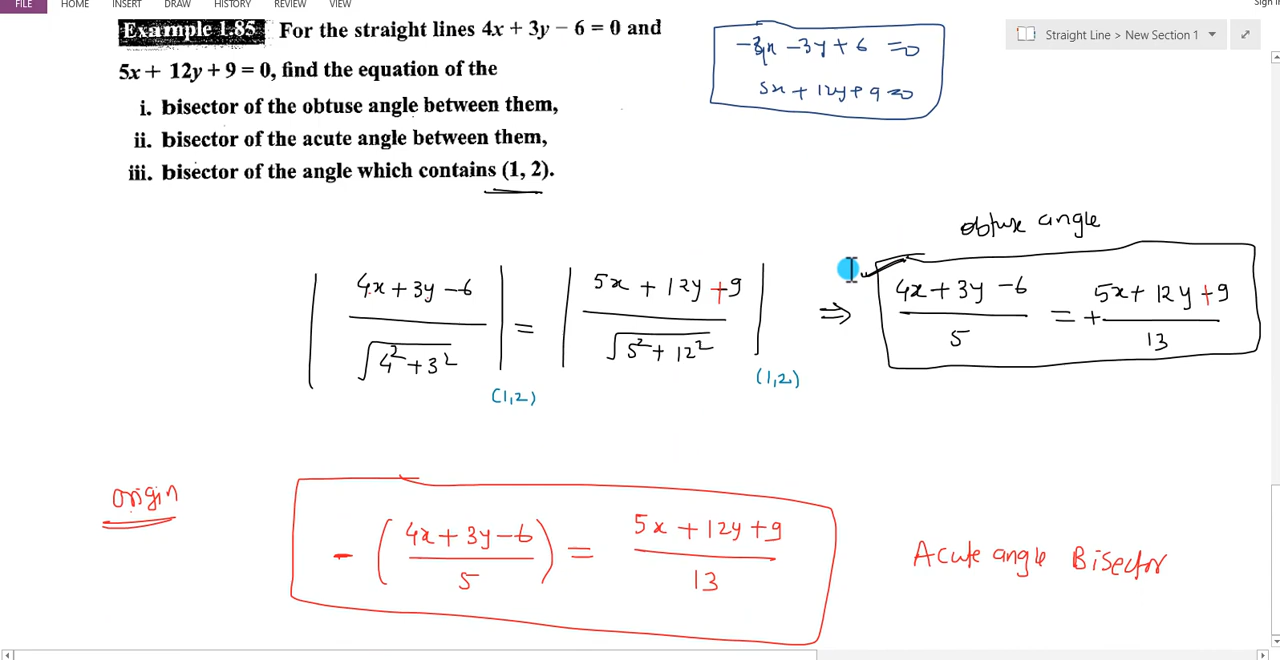 FILE HOME INSERT DRAW HISTORY REVIEW VIEW
Sign in
Straight Line > New Section 1
Example 1.85 For the straight lines 4x + 3y – 6 = 0 and
5x + 12y + 9 = 0, find the equation of the
i. bisector of the obtuse angle between them,
ii. bisector of the acute angle between them,
iii. bisector of the angle which contains (1, 2).
-3x -3y + 6 = 0
5x + 12y + 9 = 0
obtuse angle
| (4x + 3y - 6) / √(4² + 3²) | = | (5x + 12y + 9) / √(5² + 12²) | ⇒ (4x + 3y - 6) / 5 = + (5x + 12y + 9) / 13
(1,2) (1,2)
origin
- ( (4x + 3y - 6) / 5 ) = (5x + 12y + 9) / 13
Acute angle Bisector